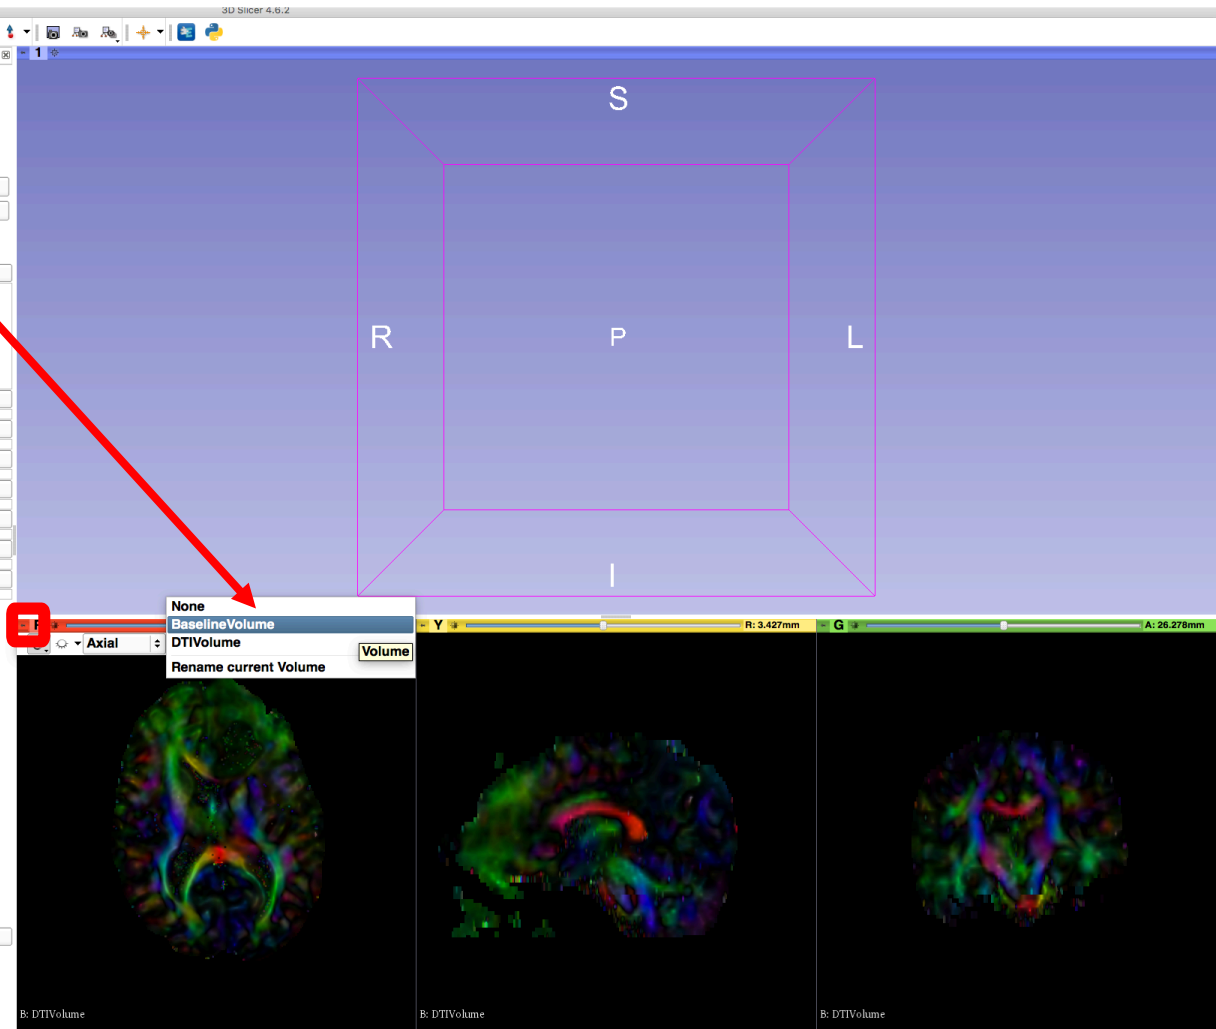 3D Slicer 4.6.2
1
S
R
P
L
I
None
BaselineVolume
DTIVolume
Volume
Rename current Volume
Axial
Y
R: 3.427mm
G
A: 26.278mm
B: DTIVolume
B: DTIVolume
B: DTIVolume